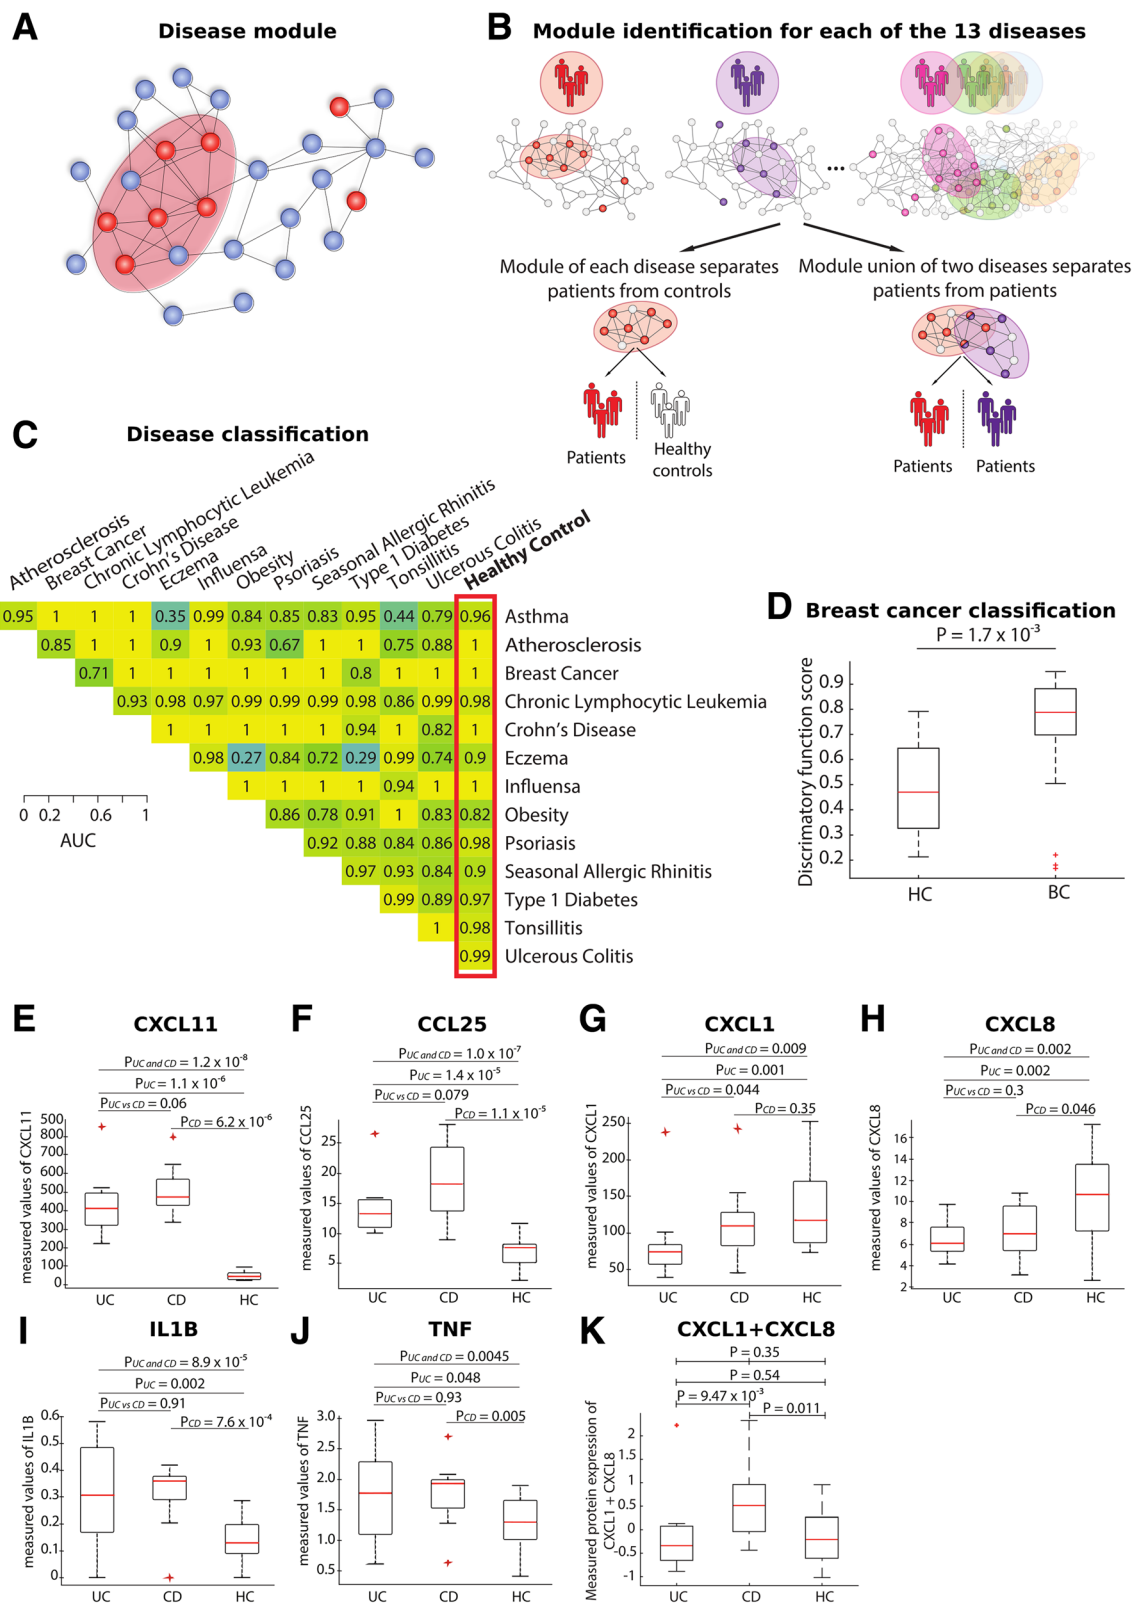 A
Disease module
B
Module identification for each of the 13 diseases
...
Module of each disease separates
patients from controls
Module union of two diseases separates
patients from patients
Patients
Healthy
controls
Patients
Patients
C
Disease classification
Atherosclerosis
Breast Cancer
Chronic Lymphocytic Leukemia
Crohn's Disease
Eczema
Influensa
Obesity
Psoriasis
Seasonal Allergic Rhinitis
Type 1 Diabetes
Tonsillitis
Ulcerous Colitis
Healthy Control
0.95 1 1 1 0.35 0.99 0.84 0.85 0.83 0.95 0.44 0.79 0.96 Asthma
0.85 1 1 0.9 1 0.93 0.67 1 1 0.75 0.88 1 Atherosclerosis
0.71 1 1 1 1 1 1 0.8 1 1 1 Breast Cancer
0.93 0.98 0.97 0.99 0.99 0.99 0.98 0.86 0.99 0.98 Chronic Lymphocytic Leukemia
1 1 1 1 1 0.94 1 0.82 1 Crohn's Disease
0.98 0.27 0.84 0.72 0.29 0.99 0.74 0.9 Eczema
1 1 1 1 0.94 1 1 Influensa
0.86 0.78 0.91 1 0.83 0.82 Obesity
0.92 0.88 0.84 0.86 0.98 Psoriasis
0.97 0.93 0.84 0.9 Seasonal Allergic Rhinitis
0.99 0.89 0.97 Type 1 Diabetes
1 0.98 Tonsillitis
0.99 Ulcerous Colitis
0 0.2 0.6 1
AUC
D
Breast cancer classification
P = 1.7 x 10-3
Discrimatory function score
0.9
0.8
0.7
0.6
0.5
0.4
0.3
0.2
HC BC
E
CXCL11
PUC and CD = 1.2 x 10-8
PUC = 1.1 x 10-6
PUC vs CD = 0.06
PCD = 6.2 x 10-6
measured values of CXCL11
500
800
700
600
500
400
300
200
100
0
UC CD HC
F
CCL25
PUC and CD = 1.0 x 10-7
PUC = 1.4 x 10-5
PUC vs CD = 0.079
PCD = 1.1 x 10-5
measured values of CCL25
25
20
15
10
5
UC CD HC
G
CXCL1
PUC and CD = 0.009
PUC = 0.001
PUC vs CD = 0.044
PCD = 0.35
measured values of CXCL1
250
200
150
100
50
UC CD HC
H
CXCL8
PUC and CD = 0.002
PUC = 0.002
PUC vs CD = 0.3
PCD = 0.046
measured values of CXCL8
16
14
12
10
8
6
4
2
UC CD HC
I
IL1B
PUC and CD = 8.9 x 10-5
PUC = 0.002
PUC vs CD = 0.91
PCD = 7.6 x 10-4
measured values of IL1B
0.6
0.5
0.4
0.3
0.2
0.1
0
UC CD HC
J
TNF
PUC and CD = 0.0045
PUC = 0.048
PUC vs CD = 0.93
PCD = 0.005
measured values of TNF
3.0
2.5
2.0
1.5
1.0
0.5
UC CD HC
K
CXCL1+CXCL8
P = 0.35
P = 0.54
P = 9.47 x 10-3
P = 0.011
Measured protein expression of
CXCL1 + CXCL8
2
1.5
1
0.5
0
-0.5
-1
UC CD HC